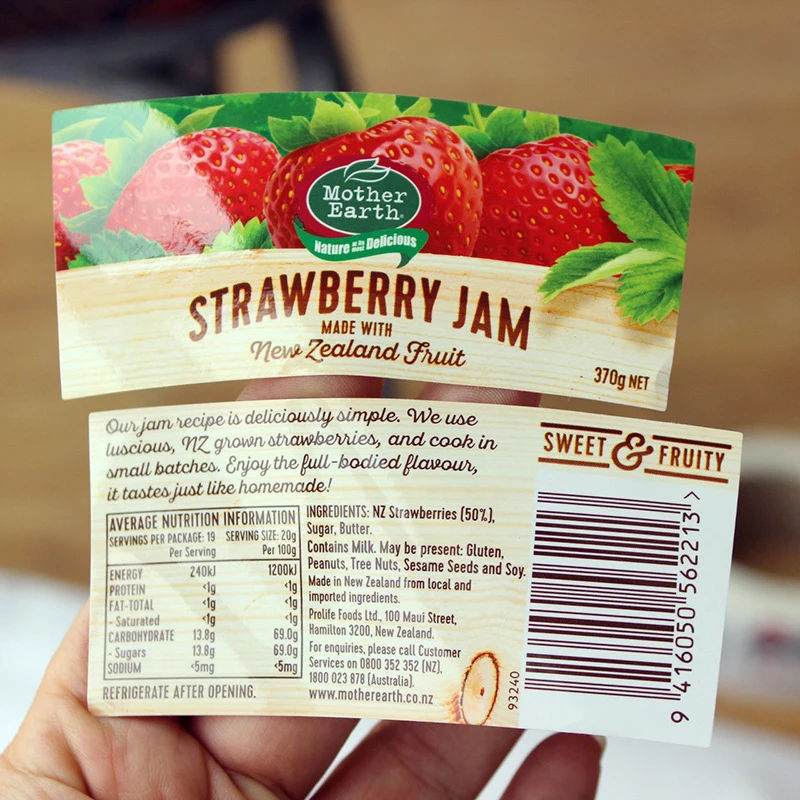 Mother
Earth®
Nature at its most Delicious
STRAWBERRY JAM
MADE WITH
New Zealand Fruit
370g NET
Our jam recipe is deliciously simple. We use
luscious, NZ grown strawberries, and cook in
small batches. Enjoy the full-bodied flavour,
it tastes just like homemade!
AVERAGE NUTRITION INFORMATION
SERVINGS PER PACKAGE: 19 SERVING SIZE: 20g
Per Serving Per 100g
ENERGY 240kJ 1200kJ
PROTEIN <1g <1g
FAT-TOTAL <1g <1g
- Saturated <1g <1g
CARBOHYDRATE 13.8g 69.0g
- Sugars 13.8g 69.0g
SODIUM <5mg <5mg
REFRIGERATE AFTER OPENING.
INGREDIENTS: NZ Strawberries (50%),
Sugar, Butter.
Contains Milk. May be present: Gluten,
Peanuts, Tree Nuts, Sesame Seeds and Soy.
Made in New Zealand from local and
imported ingredients.
Prolife Foods Ltd., 100 Maui Street,
Hamilton 3200, New Zealand.
For enquiries, please call Customer
Services on 0800 352 352 (NZ),
1800 023 878 (Australia).
www.motherearth.co.nz
93240
SWEET & FRUITY
9 416050 562213 >